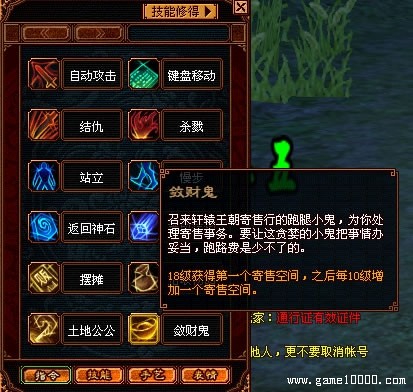 技能修得
自动攻击
键盘移动
结仇
杀戮
站立
慢步
敛财鬼
召来轩辕王朝寄售行的跑腿小鬼，为你处
理寄售事务。要让这贪婪的小鬼把事情办
妥当，跑路费是少不了的。
返回神石
18级获得第一个寄售空间，之后每10级增
加一个寄售空间。
摆摊
家：通行证有效证件
土地公公
敛财鬼
地人，更不要取消帐号
指令
技能
手艺
表情
www.game10000.com